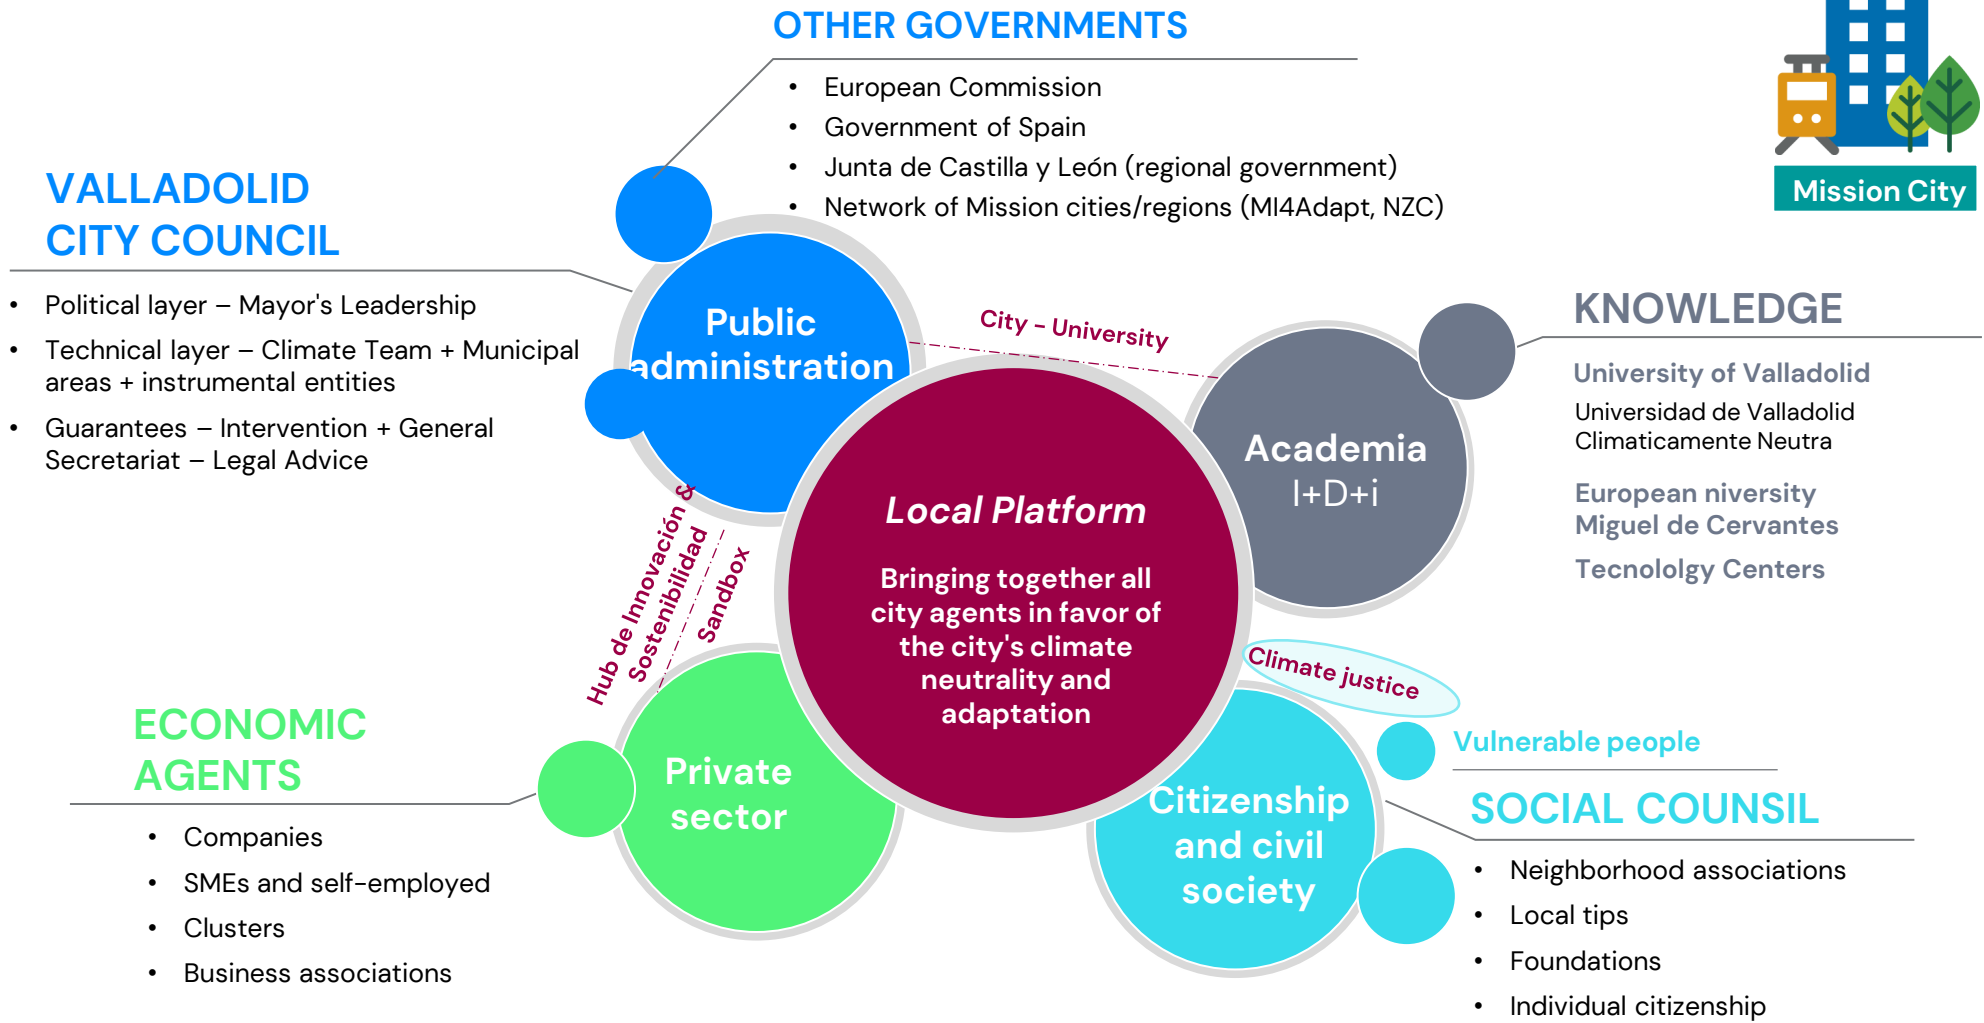 OTHER GOVERNMENTS
• European Commission
• Government of Spain
• Junta de Castilla y León (regional government)
• Network of Mission cities/regions (MI4Adapt, NZC)
Mission City
VALLADOLID
CITY COUNCIL
• Political layer – Mayor's Leadership
• Technical layer – Climate Team + Municipal
areas + instrumental entities
• Guarantees – Intervention + General
Secretariat – Legal Advice
Public
administration
City - University
KNOWLEDGE
University of Valladolid
Universidad de Valladolid
Climaticamente Neutra
European niversity
Miguel de Cervantes
Tecnololgy Centers
Academia
I+D+i
Local Platform
Bringing together all
city agents in favor of
the city's climate
neutrality and
adaptation
Hub de Innovación &
Sostenibilidad
Sandbox
Climate justice
ECONOMIC
AGENTS
• Companies
• SMEs and self-employed
• Clusters
• Business associations
Private
sector
Citizenship
and civil
society
Vulnerable people
SOCIAL COUNSIL
• Neighborhood associations
• Local tips
• Foundations
• Individual citizenship